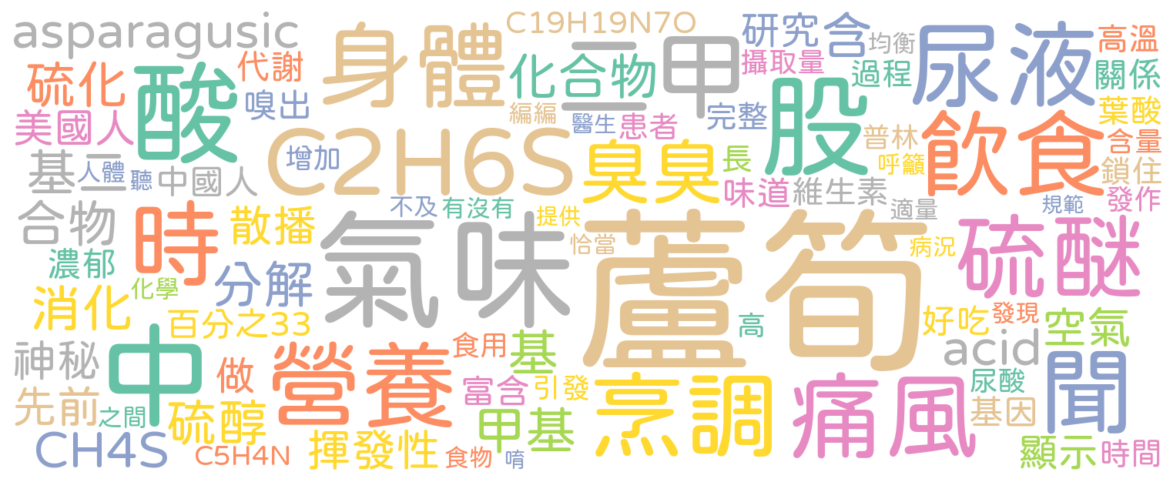 asparagusic
C19H19N7O
研究
含
均衡
尿液
高溫
硫化
酸
代謝
身體
化合物
二甲
攝取量
過程
關係
美國人
嗅出
編編
醫生
患者
完整
股
普林
飲食
葉酸
含量
基二
人體
聽
中國人
增加
C2H6S
臭臭
長
味道
維生素
呼籲
鎖住
發作
合物
時
散播
不及
有沒有
提供
適量
規範
濃郁
化學
分解
氣味
恰當
蘆筍
病況
硫醚
消化
百分之33
高
好吃
發現
空氣
神秘
中
做
營養
食用
基
acid
聞
先前
之間
硫醇
富含
引發
烹調
痛風
尿酸
基因
CH4S
C5H4N
揮發性
食物
甲基
唷
顯示
時間